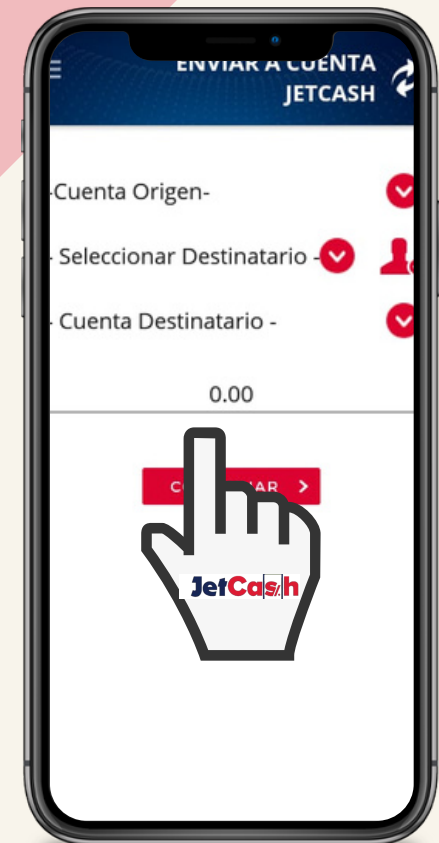 ENVIAR A CUENTA
JETCASH
-Cuenta Origen-
- Seleccionar Destinatario -
- Cuenta Destinatario -
0.00
JetCash